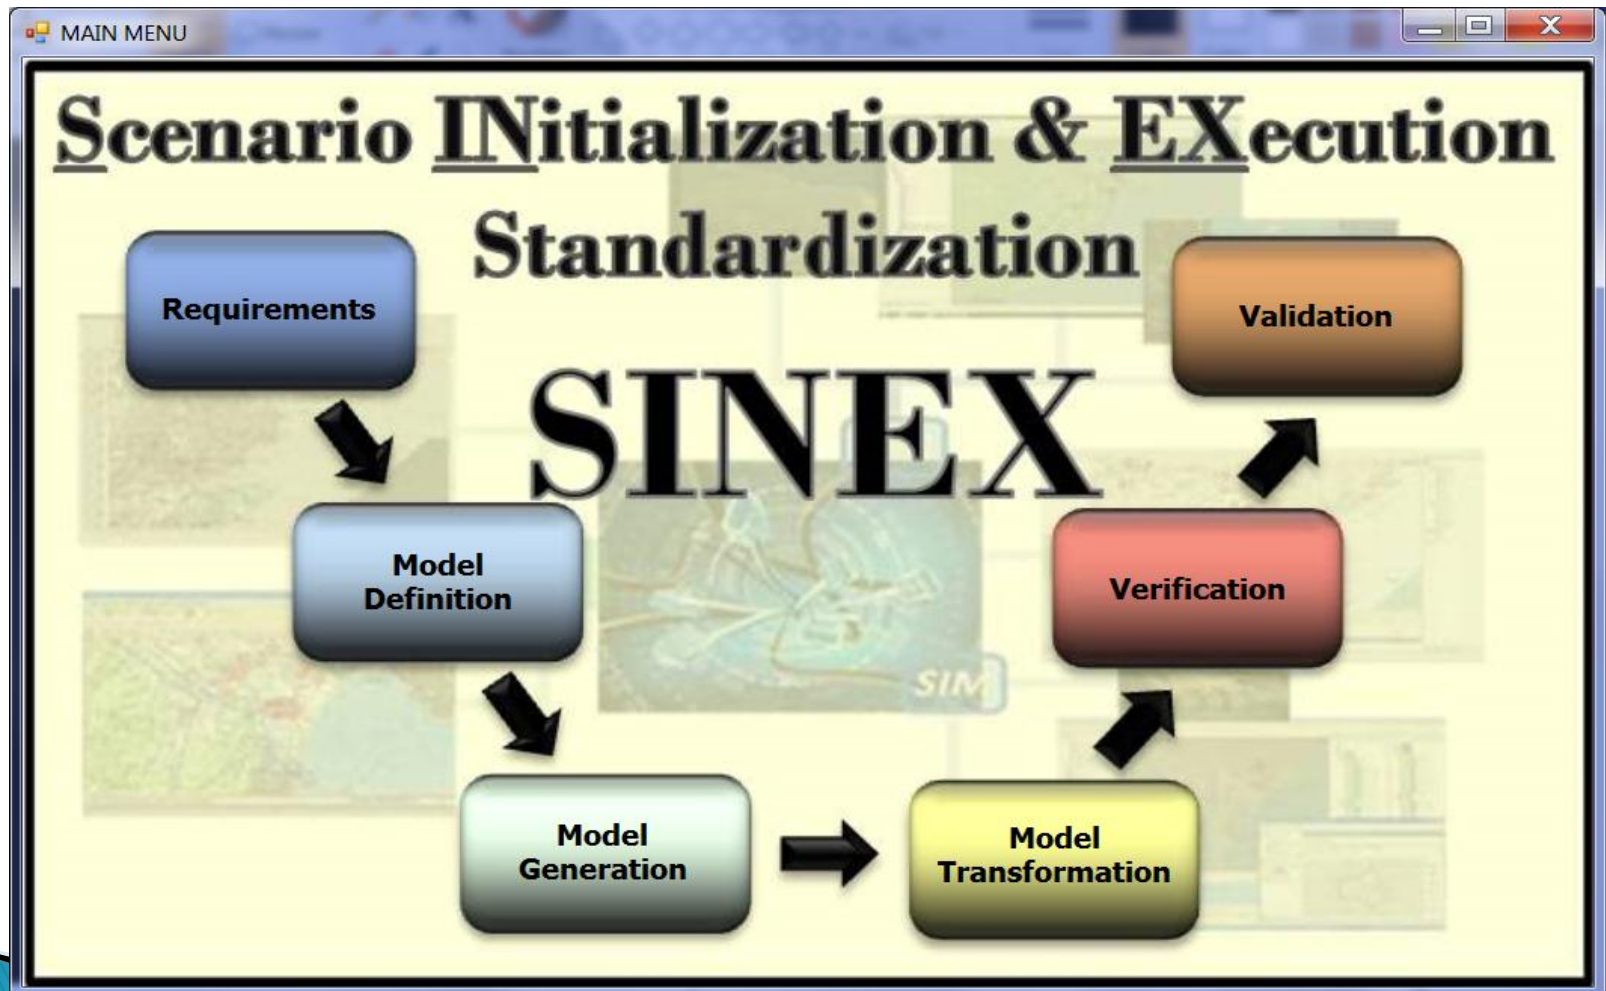 MAIN MENU
Scenario INitialization & EXecution
Standardization
Requirements
Validation
SINEX
Model
Definition
Verification
SIM
Model
Generation
Model
Transformation